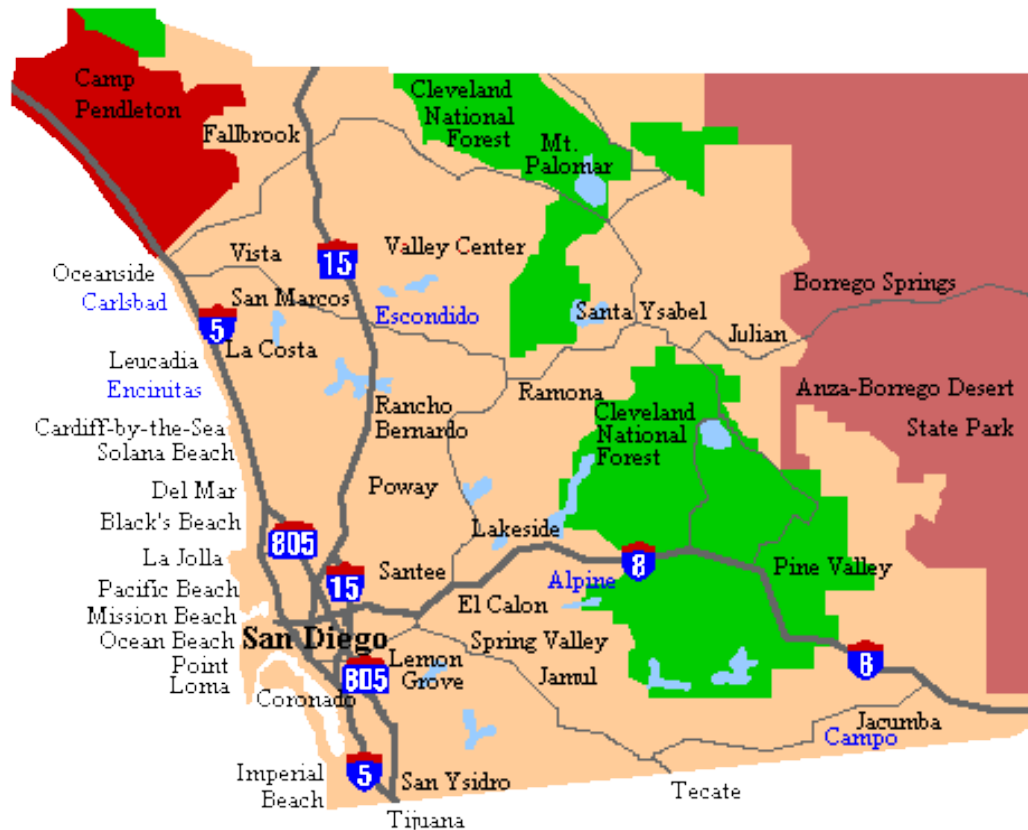 Camp
Pendleton
Cleveland
National
Forest
Fallbrook
Mt.
Palomar
Vista
Valley Center
15
Oceanside
Carlsbad
San Marcos
Escondido
Borrego Springs
5
Santa Ysabel
Julian
La Costa
Leucadia
Encinitas
Ramona
Anza-Borrego Desert
State Park
Rancho
Bernardo
Cleveland
National
Forest
Cardiff-by-the-Sea
Solana Beach
Del Mar
Poway
Black's Beach
805
Lakeside
La Jolla
8
Pine Valley
Santee
15
Alpine
Pacific Beach
Mission Beach
El Calon
Ocean Beach
San Diego
Spring Valley
Point
Loma
Lemon
Grove
8
805
Jamul
Coronado
Jacumba
Campo
Imperial
Beach
5
San Ysidro
Tecate
Tijuana